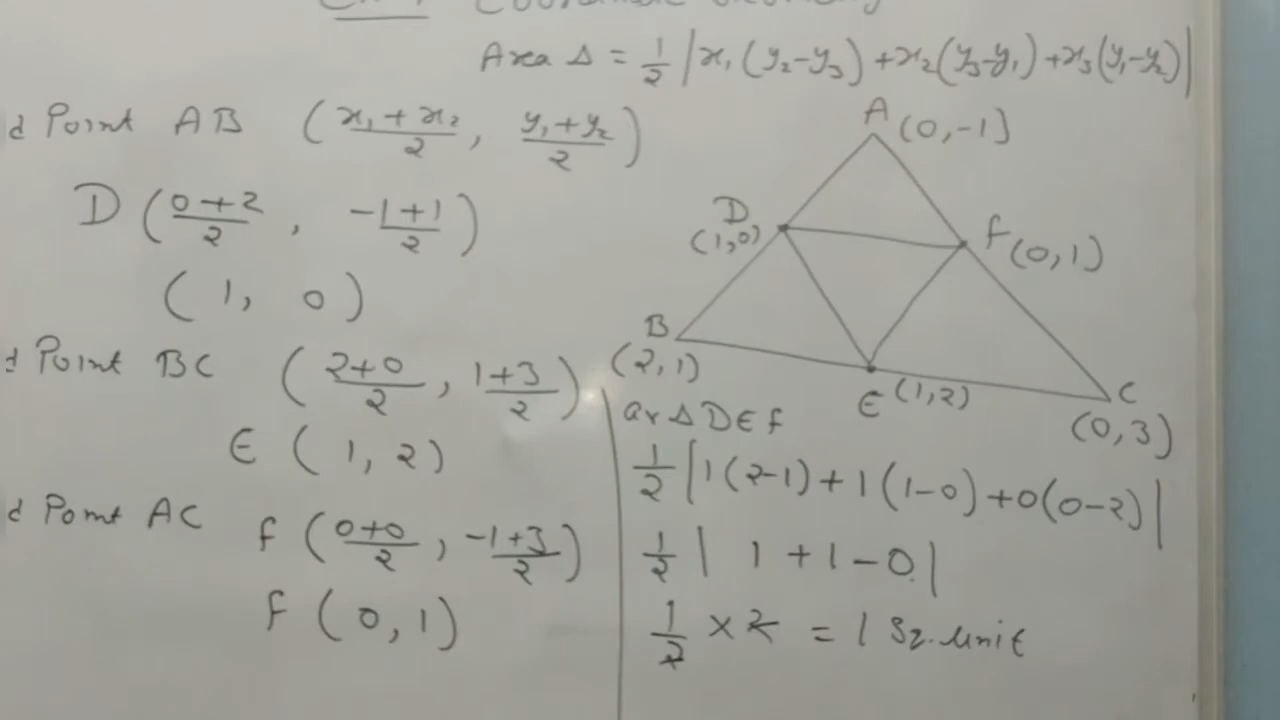 Coordinate Geometry
Area Δ = 1/2 |x₁(y₂-y₃)+x₂(y₃-y₁)+x₃(y₁-y₂)|
d Point AB (x₁+x₂/2, y₁+y₂/2)
D(0+2/2, -1+1/2)
(1, 0)
d Point BC (2+0/2, 1+3/2)
E(1,2)
d Point AC F(0+0/2, -1+3/2)
F(0,1)
A(0,-1)
D
(1,0)
F(0,1)
B
(2,1)
E(1,2)
C
(0,3)
ar Δ DEF
1/2 |1(2-1)+1(1-0)+0(0-2)|
1/2 | 1+1-0|
1/2 × 2 = 1 Sq. unit